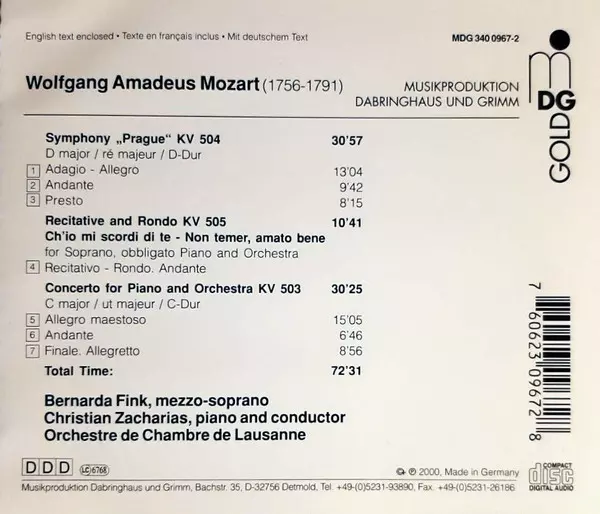 English text enclosed • Texte en français inclus • Mit deutschem Text
MDG 340 0967-2
Wolfgang Amadeus Mozart (1756-1791)
MUSIKPRODUKTION
DABRINGHAUS UND GRIMM
m
DG
GOLD
Symphony „Prague" KV 504 30'57
D major / ré majeur / D-Dur
1 Adagio - Allegro 13'04
2 Andante 9'42
3 Presto 8'15
Recitative and Rondo KV 505 10'41
Ch'io mi scordi di te - Non temer, amato bene
for Soprano, obbligato Piano and Orchestra
4 Recitativo - Rondo. Andante
Concerto for Piano and Orchestra KV 503 30'25
C major / ut majeur / C-Dur
5 Allegro maestoso 15'05
6 Andante 6'46
7 Finale. Allegretto 8'56
Total Time: 72'31
Bernarda Fink, mezzo-soprano
Christian Zacharias, piano and conductor
Orchestre de Chambre de Lausanne
7 60623 09672 8
DDD LC 6768
© ℗ 2000, Made in Germany
COMPACT
disc
DIGITAL AUDIO
Musikproduktion Dabringhaus und Grimm, Bachstr. 35, D-32756 Detmold, Tel. +49-(0)5231-93890, Fax +49-(0)5231-26186